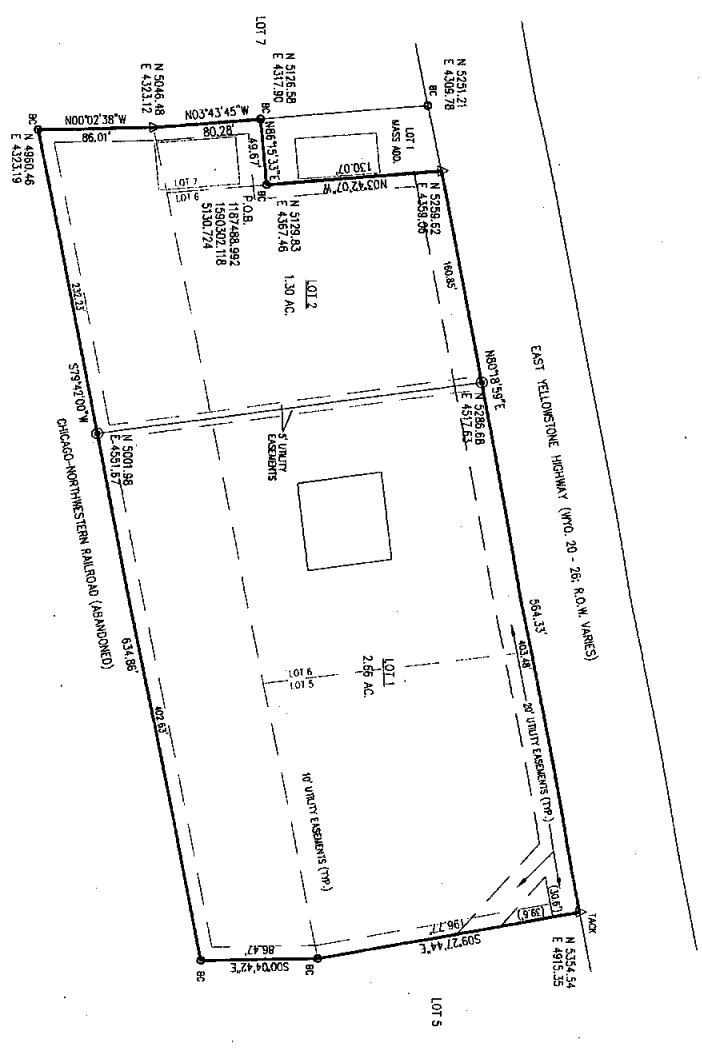 LOT 7
N 5251.21
E 4309.78
N 5126.58
E 4317.90
N 5046.48
E 4323.12
BC
BC
N 4960.46
E 4323.19
N00°02'38"W
86.01'
N03°43'45"W
80.28'
49.67'
N86°15'33"E
BC
LOT 1
MASS ADD.
130.07'
N03°42'07"W
N 5259.62
N 5129.83
E 4367.46
P.O.B.
1187488.992
1590302.118
5130.724
LOT 7
LOT 6
LOT 2
1.30 AC.
160.85'
N80°18'59"E
N 5286.68
E 4517.63
EAST YELLOWSTONE HIGHWAY (WYO. 20 - 26; R.O.W. VARIES)
232.23'
S79°42'00"W
N 5001.98
E 4551.67
5' UTILITY
EASEMENTS
CHICAGO-NORTHWESTERN RAILROAD (ABANDONED)
564.33'
403.48'
634.86'
402.63'
LOT 6
LOT 5
LOT 1
2.66 AC.
20' UTILITY EASEMENTS (TYP.)
10' UTILITY EASEMENTS (TYP.)
(30.6')
(39.6')
TACK
N 5354.54
E 4915.35
196.77'
S09°27'44"E
86.47'
S00°04'42"E
BC
BC
LOT 5